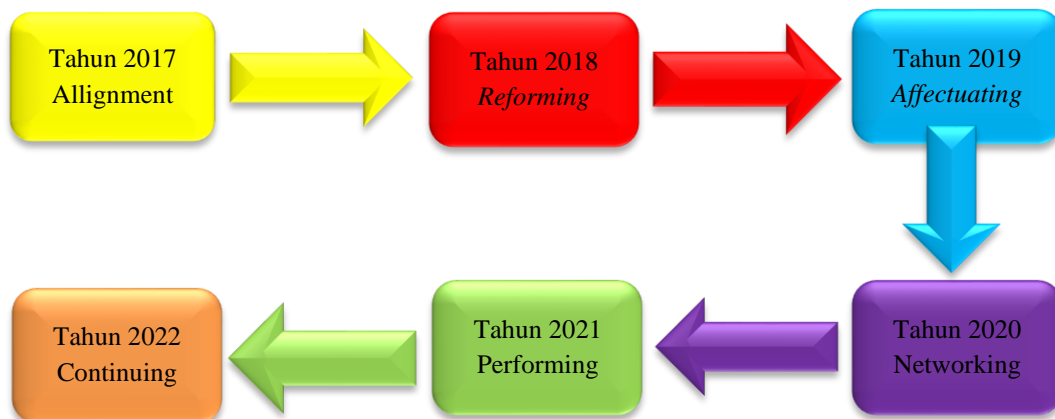 Tahun 2017
Allignment
Tahun 2018
Reforming
Tahun 2019
Affectuating
Tahun 2020
Networking
Tahun 2021
Performing
Tahun 2022
Continuing